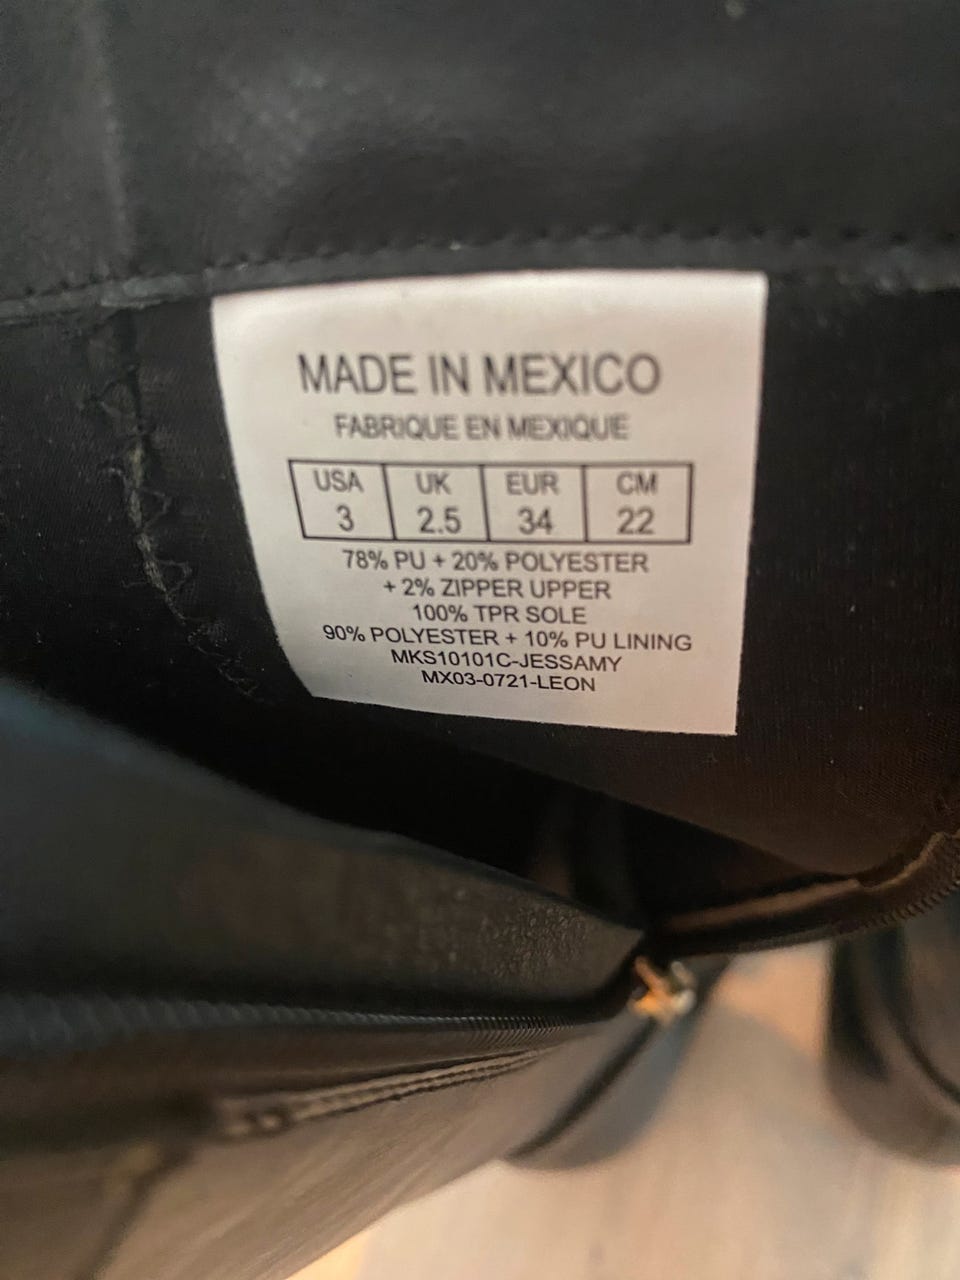 MADE IN MEXICO
FABRIQUE EN MEXIQUE
USA UK EUR CM
3 2.5 34 22
78% PU + 20% POLYESTER
+ 2% ZIPPER UPPER
100% TPR SOLE
90% POLYESTER + 10% PU LINING
MKS10101C-JESSAMY
MX03-0721-LEON